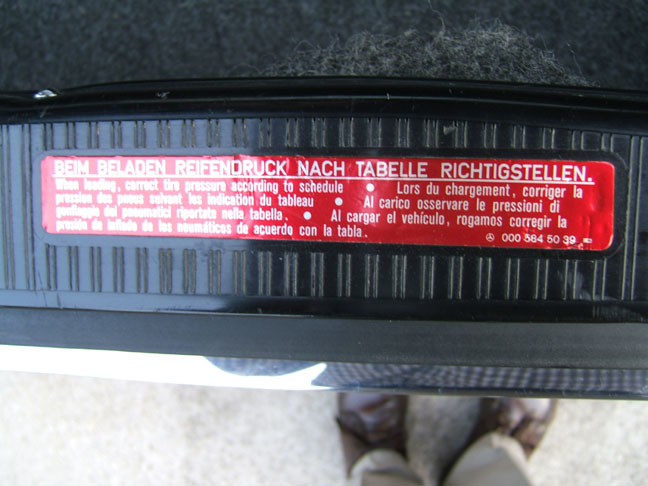 BEIM BELADEN REIFENDRUCK NACH TABELLE RICHTIGSTELLEN.
When loading, correct tire pressure according to schedule • Lors du chargement, corriger la
pression des pneus suivant les indication du tableau • Al carico osservare le pressioni di
gonfiaggio dei pneumatici riportate nella tabella. • Al cargar el vehículo, rogamos corregir la
presión de inflado de los neumáticos de acuerdo con la tabla.
000 584 50 39